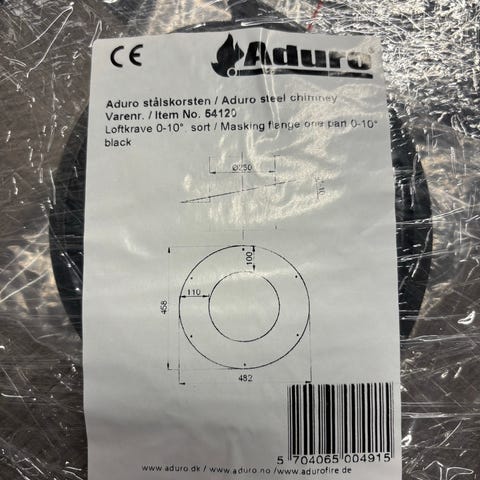 CE Aduro®
Aduro stålskorsten / Aduro steel chimney
Varenr. / Item No. 54120
Loftkrave 0-10°, sort / Masking flange one part 0-10°
black
Ø250
100
110
458
482
5 704065 004915
www.aduro.dk / www.aduro.no / www.adurofire.de